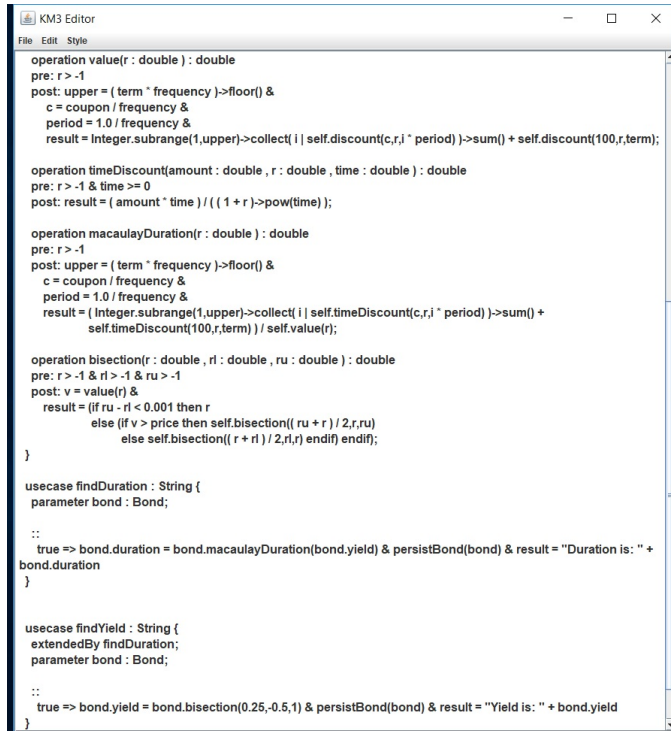 KM3 Editor
File Edit Style
operation value(r : double ) : double
pre: r > -1
post: upper = ( term * frequency )->floor() &
c = coupon / frequency &
period = 1.0 / frequency &
result = Integer.subrange(1,upper)->collect( i | self.discount(c,r,i * period) )->sum() + self.discount(100,r,term);
operation timeDiscount(amount : double , r : double , time : double ) : double
pre: r > -1 & time >= 0
post: result = ( amount * time ) / ( ( 1 + r )->pow(time) );
operation macaulayDuration(r : double ) : double
pre: r > -1
post: upper = ( term * frequency )->floor() &
c = coupon / frequency &
period = 1.0 / frequency &
result = ( Integer.subrange(1,upper)->collect( i | self.timeDiscount(c,r,i * period) )->sum() +
self.timeDiscount(100,r,term) ) / self.value(r);
operation bisection(r : double , rl : double , ru : double ) : double
pre: r > -1 & rl > -1 & ru > -1
post: v = value(r) &
result = (if ru - rl < 0.001 then r
else (if v > price then self.bisection(( ru + r ) / 2,r,ru)
else self.bisection(( r + rl ) / 2,rl,r) endif) endif);
}
usecase findDuration : String {
parameter bond : Bond;
::
true => bond.duration = bond.macaulayDuration(bond.yield) & persistBond(bond) & result = "Duration is: " +
bond.duration
}
usecase findYield : String {
extendedBy findDuration;
parameter bond : Bond;
::
true => bond.yield = bond.bisection(0.25,-0.5,1) & persistBond(bond) & result = "Yield is: " + bond.yield
}